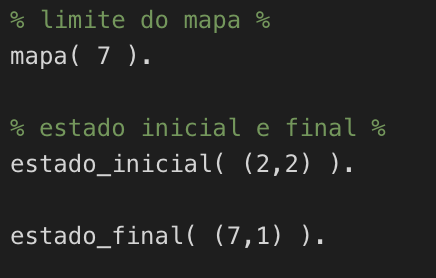 % limite do mapa %
mapa( 7 ).
% estado inicial e final %
estado_inicial( (2,2) ).
estado_final( (7,1) ).